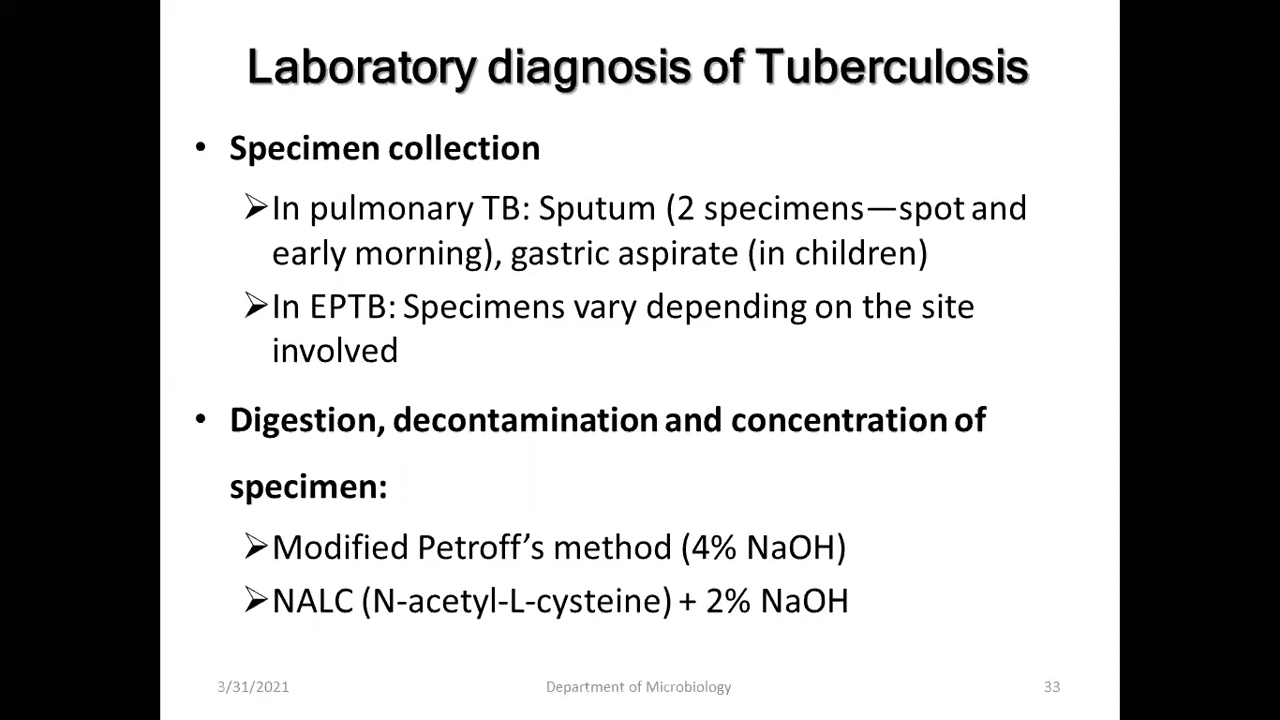 Laboratory diagnosis of Tuberculosis
• Specimen collection
➢In pulmonary TB: Sputum (2 specimens—spot and
early morning), gastric aspirate (in children)
➢In EPTB: Specimens vary depending on the site
involved
• Digestion, decontamination and concentration of
specimen:
➢Modified Petroff’s method (4% NaOH)
➢NALC (N-acetyl-L-cysteine) + 2% NaOH
3/31/2021 Department of Microbiology 33